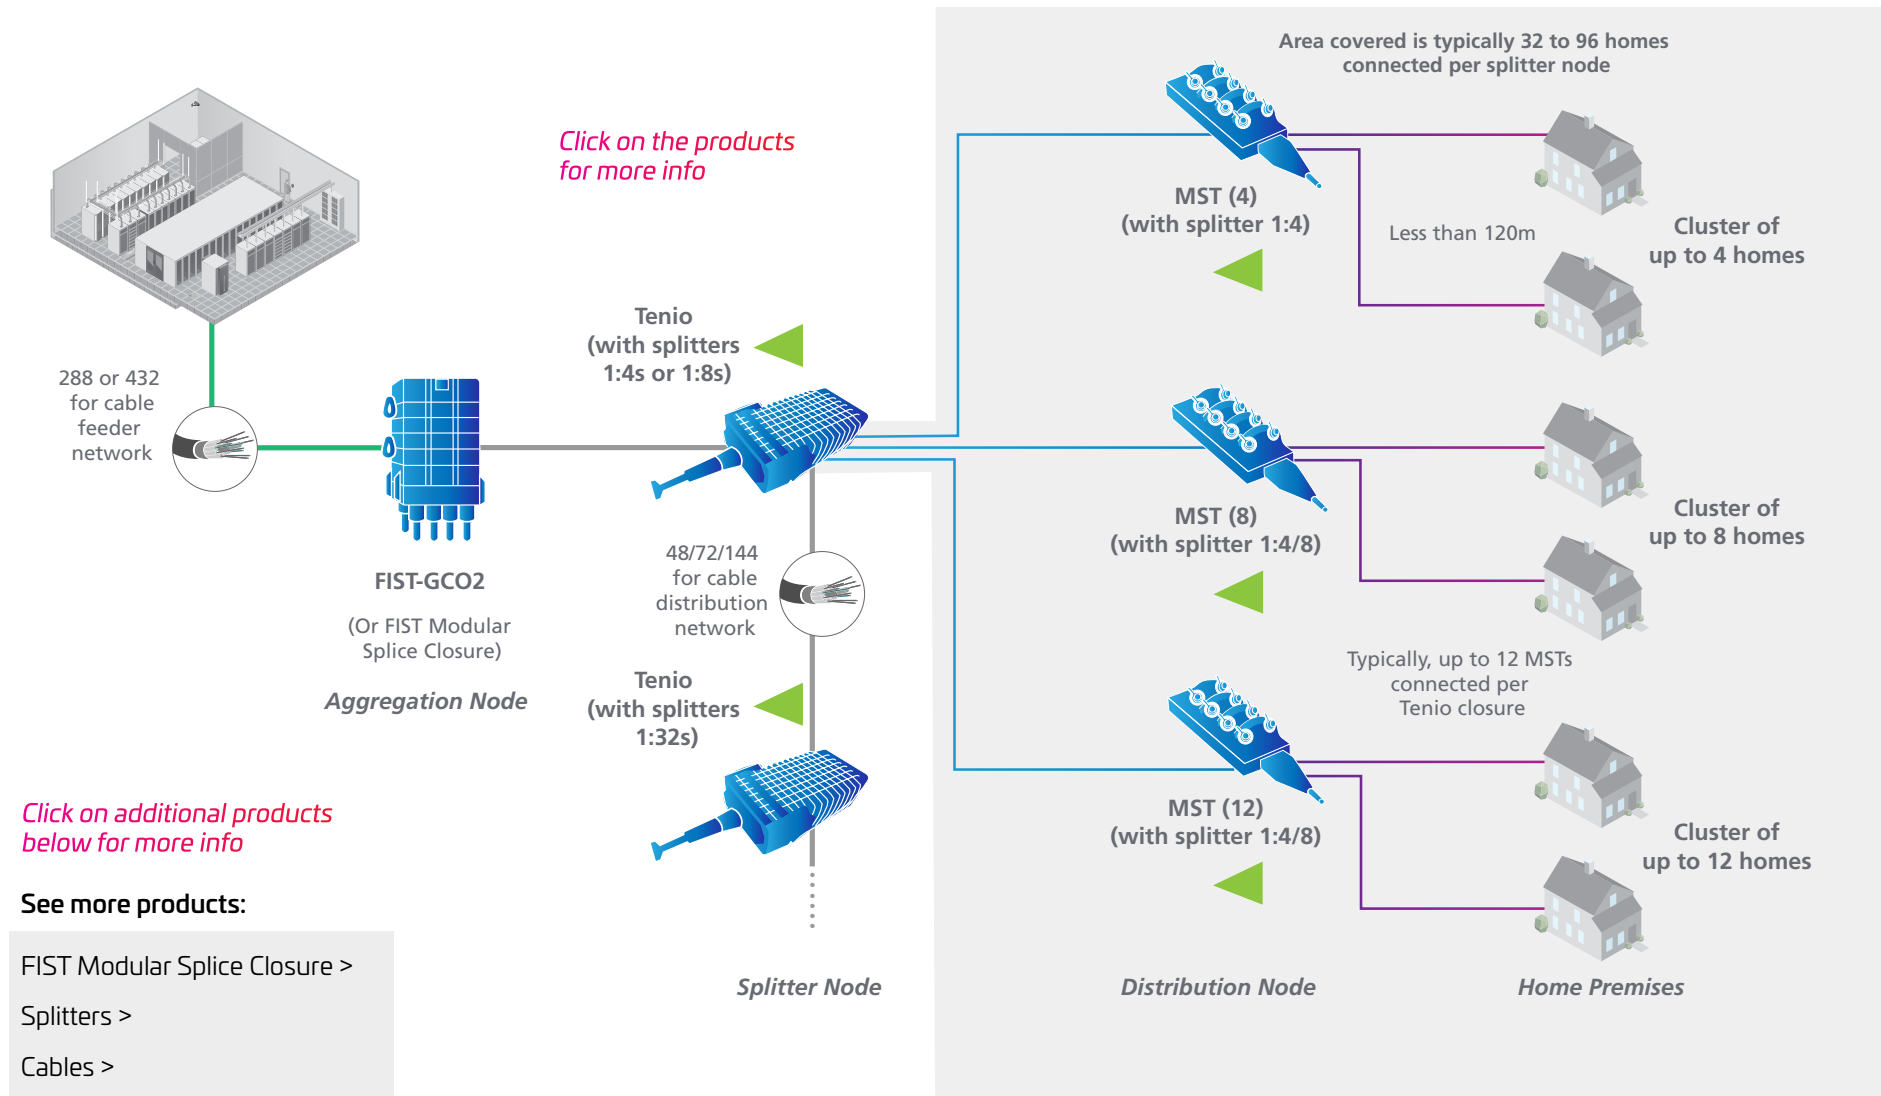 Area covered is typically 32 to 96 homes
connected per splitter node
Click on the products
for more info
MST (4)
(with splitter 1:4)
Less than 120m
Cluster of
up to 4 homes
Tenio
(with splitters
1:4s or 1:8s)
288 or 432
for cable
feeder
network
MST (8)
(with splitter 1:4/8)
Cluster of
up to 8 homes
FIST-GCO2
(Or FIST Modular
Splice Closure)
Aggregation Node
48/72/144
for cable
distribution
network
Tenio
(with splitters
1:32s)
Typically, up to 12 MSTs
connected per
Tenio closure
MST (12)
(with splitter 1:4/8)
Cluster of
up to 12 homes
Click on additional products
below for more info
See more products:
FIST Modular Splice Closure >
Splitters >
Cables >
Splitter Node
Distribution Node
Home Premises